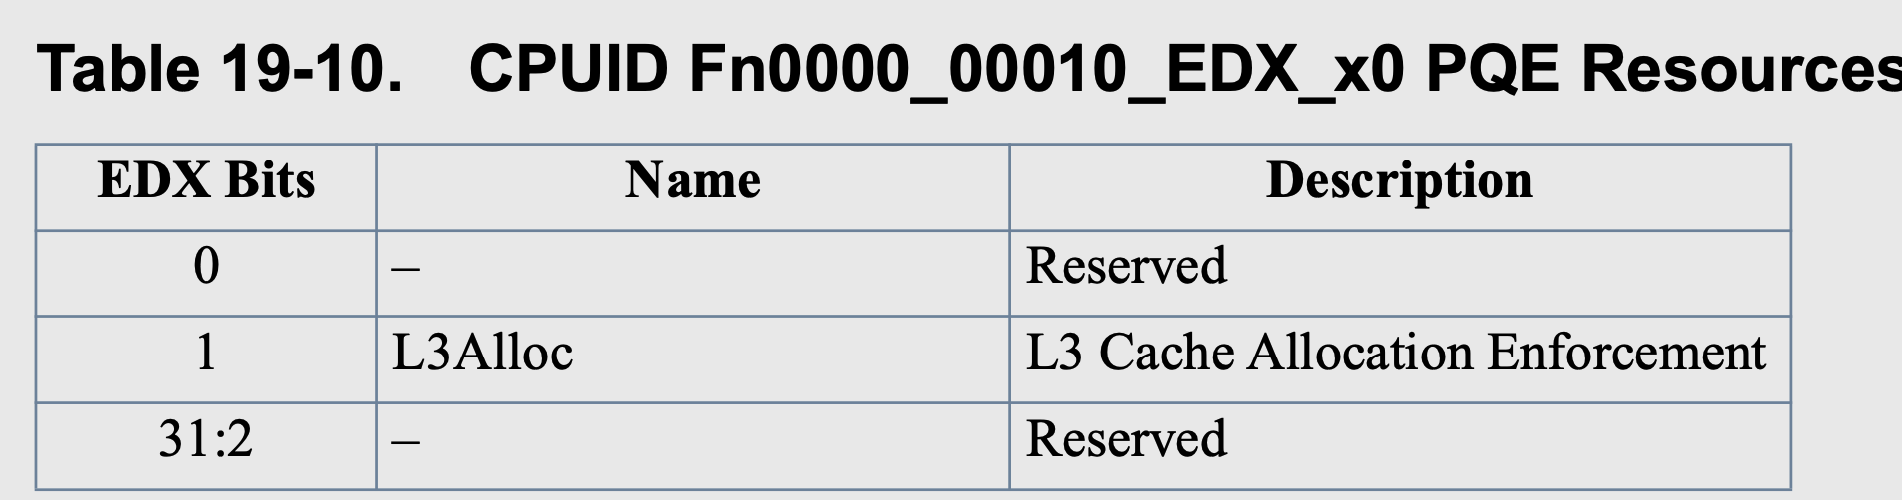 Table 19-10. CPUID Fn0000_00010_EDX_x0 PQE Resources
EDX Bits Name Description
0 – Reserved
1 L3Alloc L3 Cache Allocation Enforcement
31:2 – Reserved